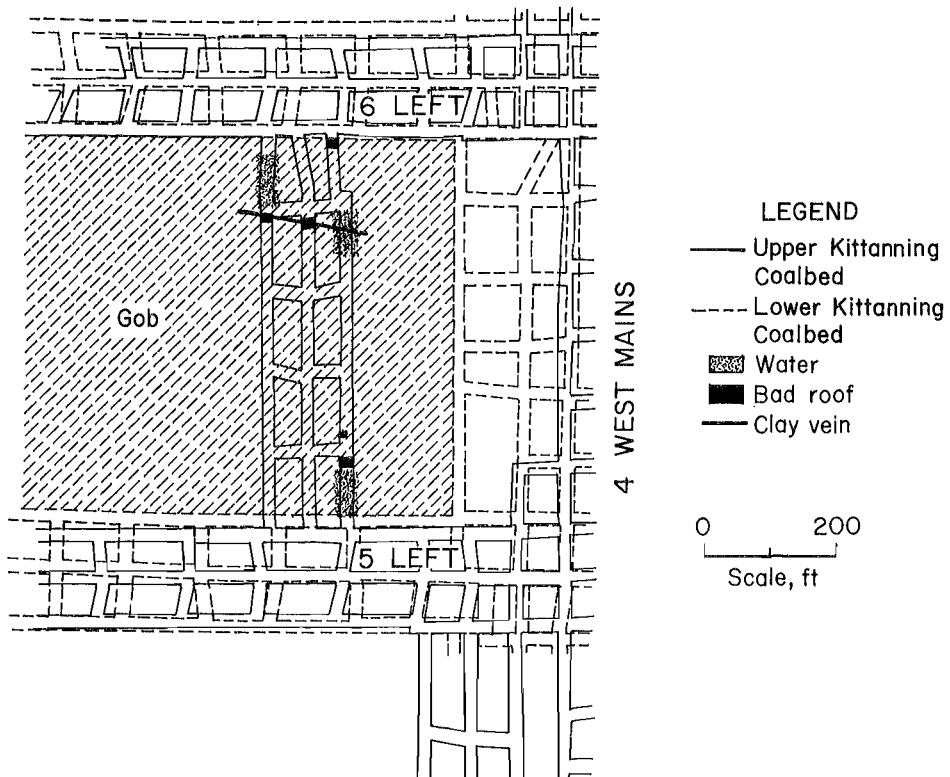 6 LEFT
Gob
5 LEFT
4 WEST MAINS
LEGEND
Upper Kittanning
Coalbed
Lower Kittanning
Coalbed
Water
Bad roof
Clay vein
0 200
Scale, ft